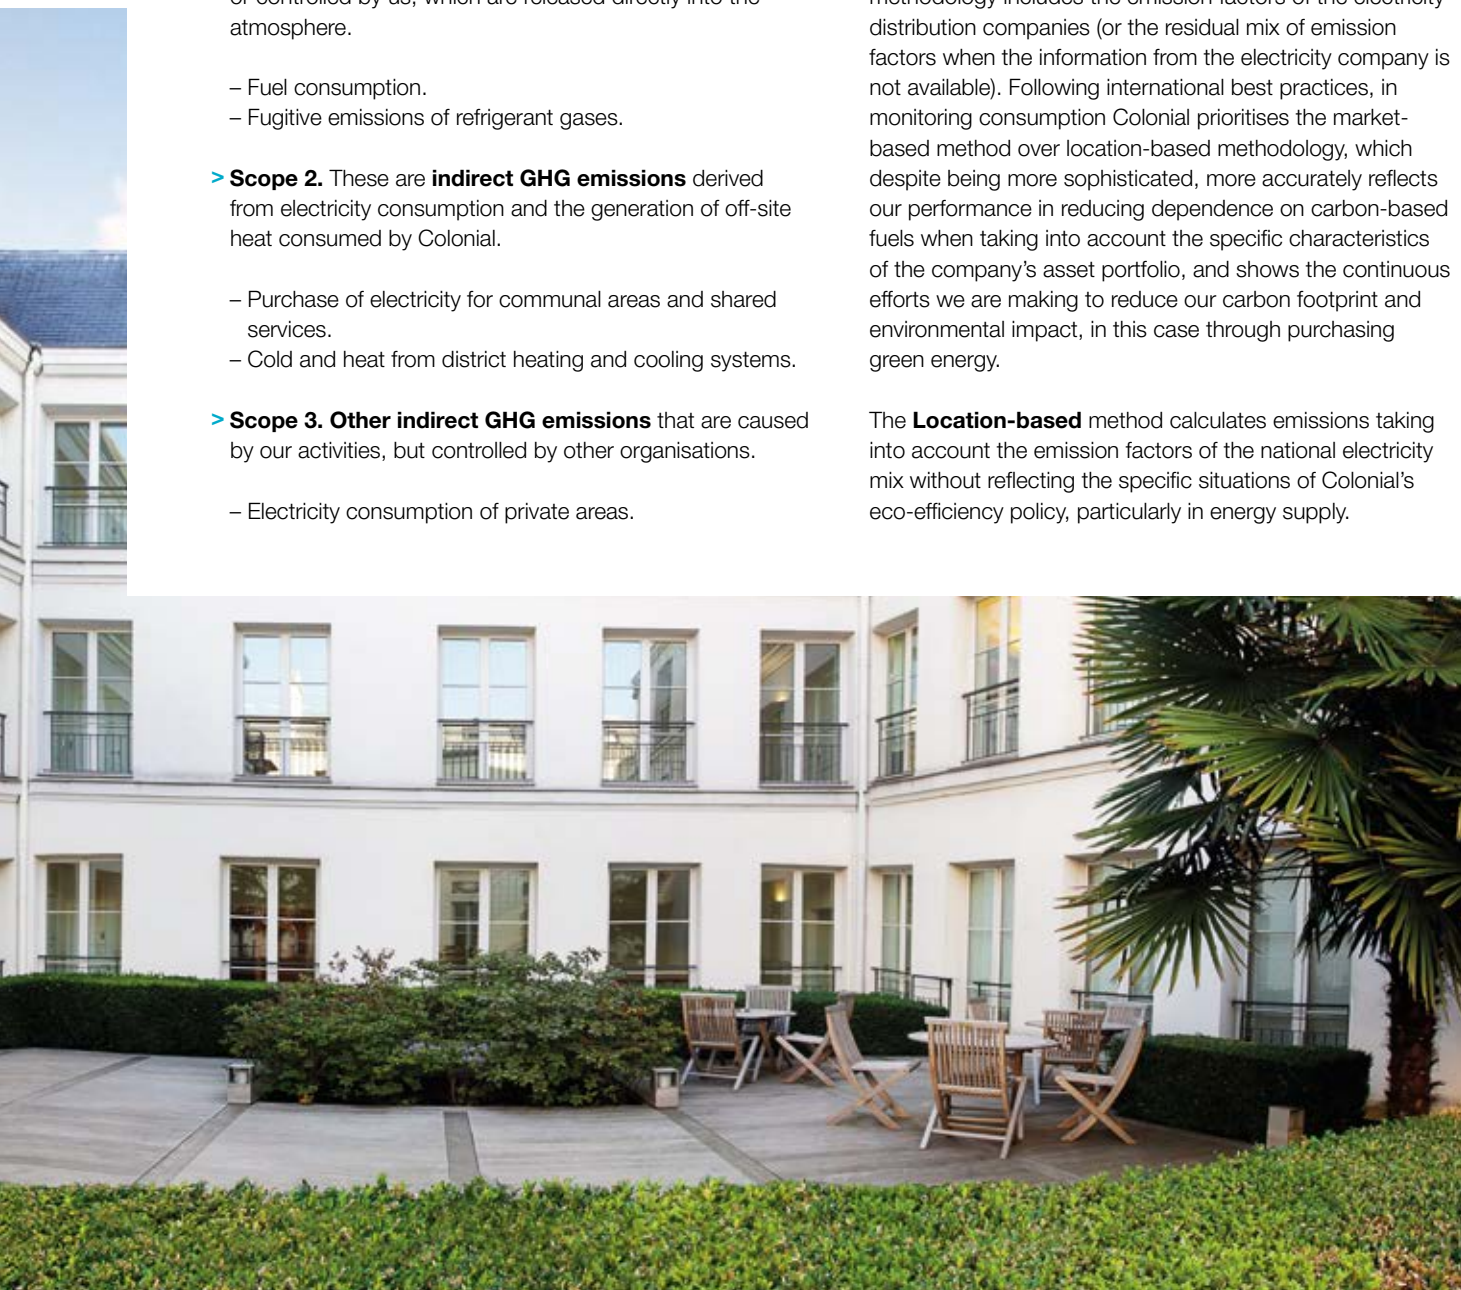 or controlled by us, which are released directly into the
atmosphere.
– Fuel consumption.
– Fugitive emissions of refrigerant gases.
> Scope 2. These are indirect GHG emissions derived
from electricity consumption and the generation of off-site
heat consumed by Colonial.
– Purchase of electricity for communal areas and shared
services.
– Cold and heat from district heating and cooling systems.
> Scope 3. Other indirect GHG emissions that are caused
by our activities, but controlled by other organisations.
– Electricity consumption of private areas.
methodology includes the emission factors of the electricity
distribution companies (or the residual mix of emission
factors when the information from the electricity company is
not available). Following international best practices, in
monitoring consumption Colonial prioritises the market-
based method over location-based methodology, which
despite being more sophisticated, more accurately reflects
our performance in reducing dependence on carbon-based
fuels when taking into account the specific characteristics
of the company’s asset portfolio, and shows the continuous
efforts we are making to reduce our carbon footprint and
environmental impact, in this case through purchasing
green energy.
The Location-based method calculates emissions taking
into account the emission factors of the national electricity
mix without reflecting the specific situations of Colonial’s
eco-efficiency policy, particularly in energy supply.